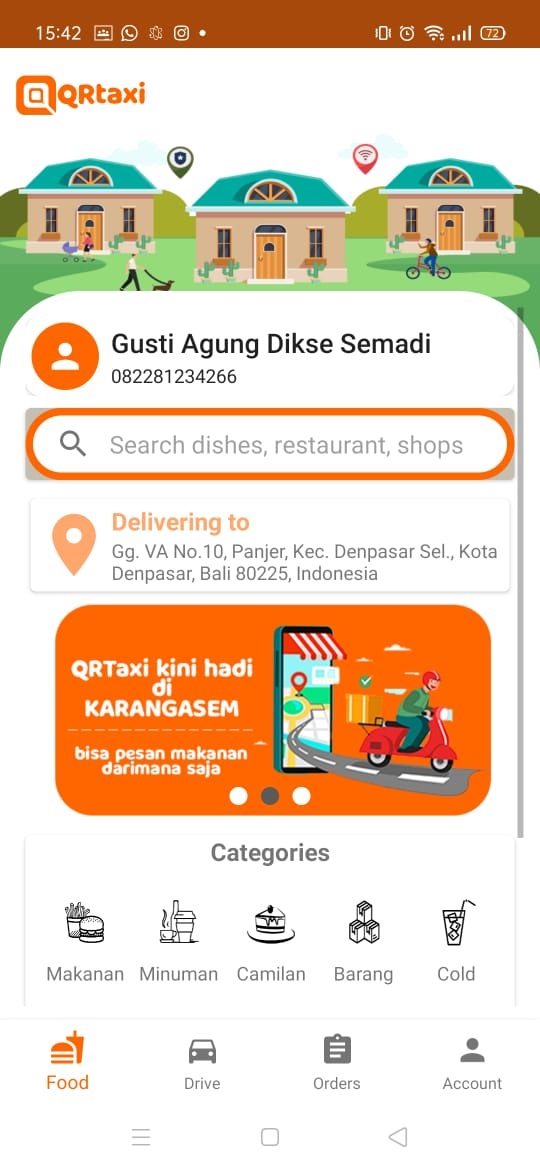 15:42
72
QRtaxi
Gusti Agung Dikse Semadi
082281234266
Search dishes, restaurant, shops
Delivering to
Gg. VA No.10, Panjer, Kec. Denpasar Sel., Kota
Denpasar, Bali 80225, Indonesia
QRTaxi kini hadi
di
KARANGASEM
bisa pesan makanan
darimana saja
Categories
Makanan Minuman Camilan Barang Cold
Food Drive Orders Account